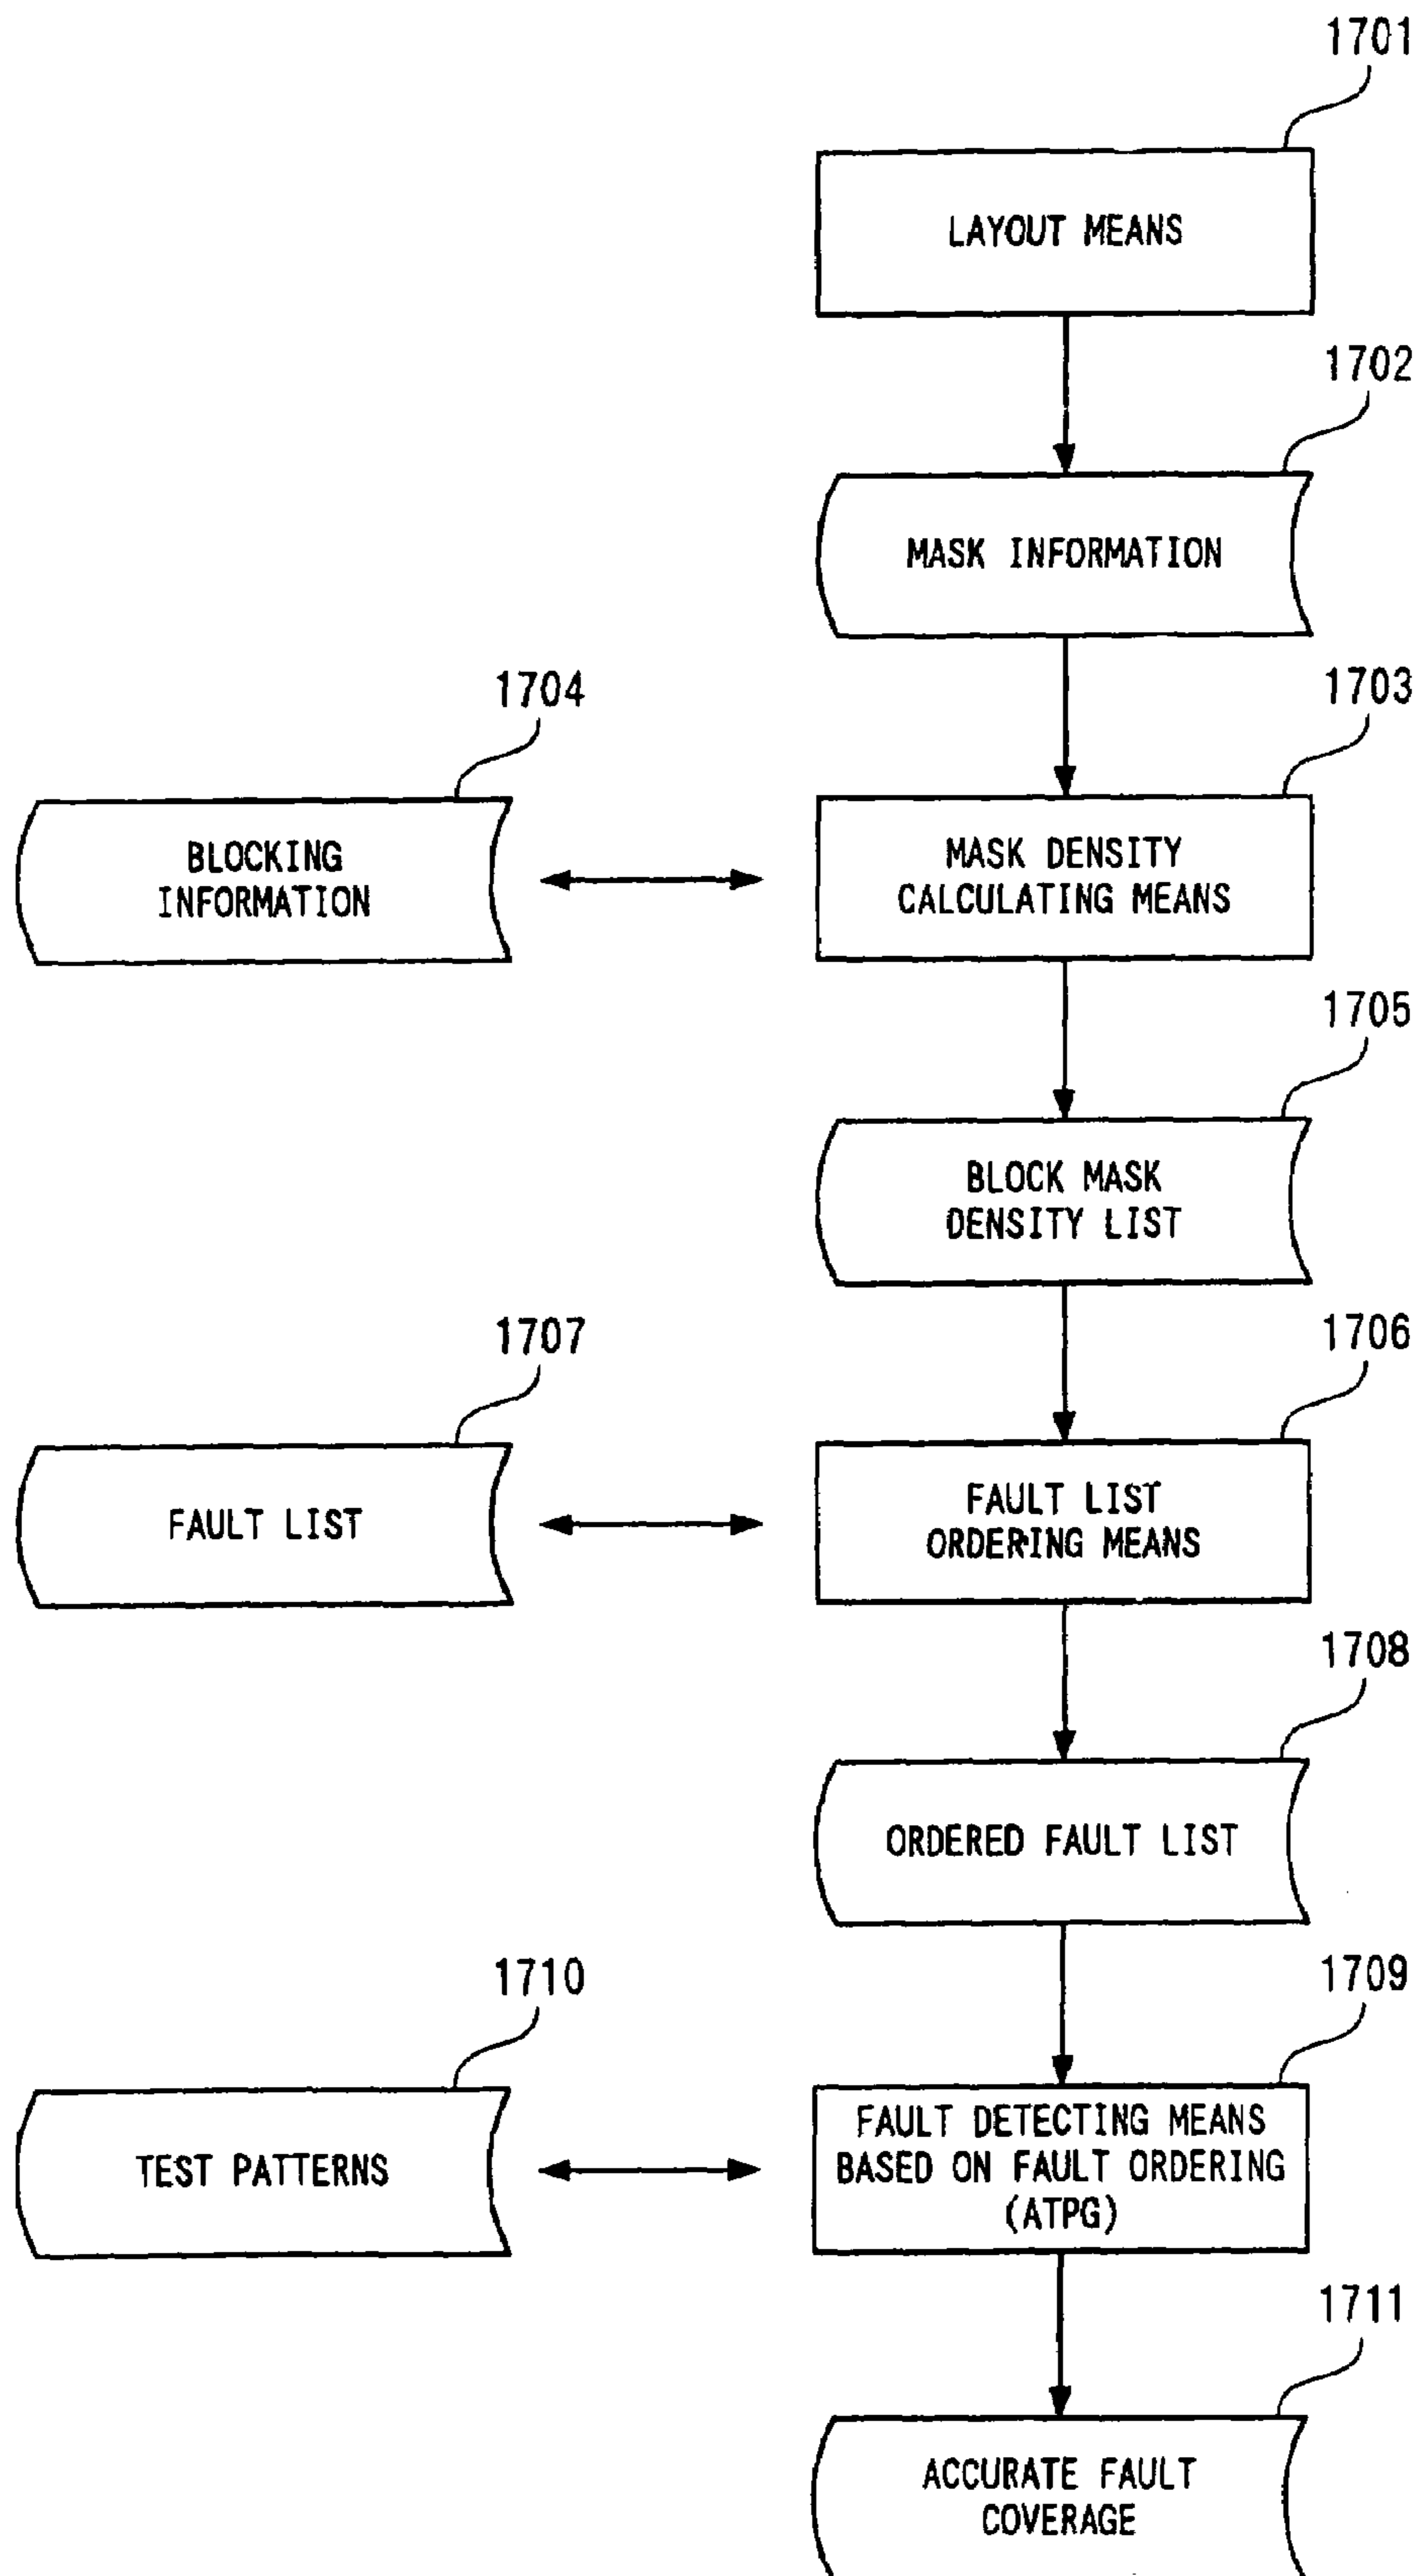 1701
LAYOUT MEANS
1702
MASK INFORMATION
1704
1703
BLOCKING
INFORMATION
MASK DENSITY
CALCULATING MEANS
1705
BLOCK MASK
DENSITY LIST
1707
1706
FAULT LIST
FAULT LIST
ORDERING MEANS
1708
ORDERED FAULT LIST
1710
1709
TEST PATTERNS
FAULT DETECTING MEANS
BASED ON FAULT ORDERING
(ATPG)
1711
ACCURATE FAULT
COVERAGE